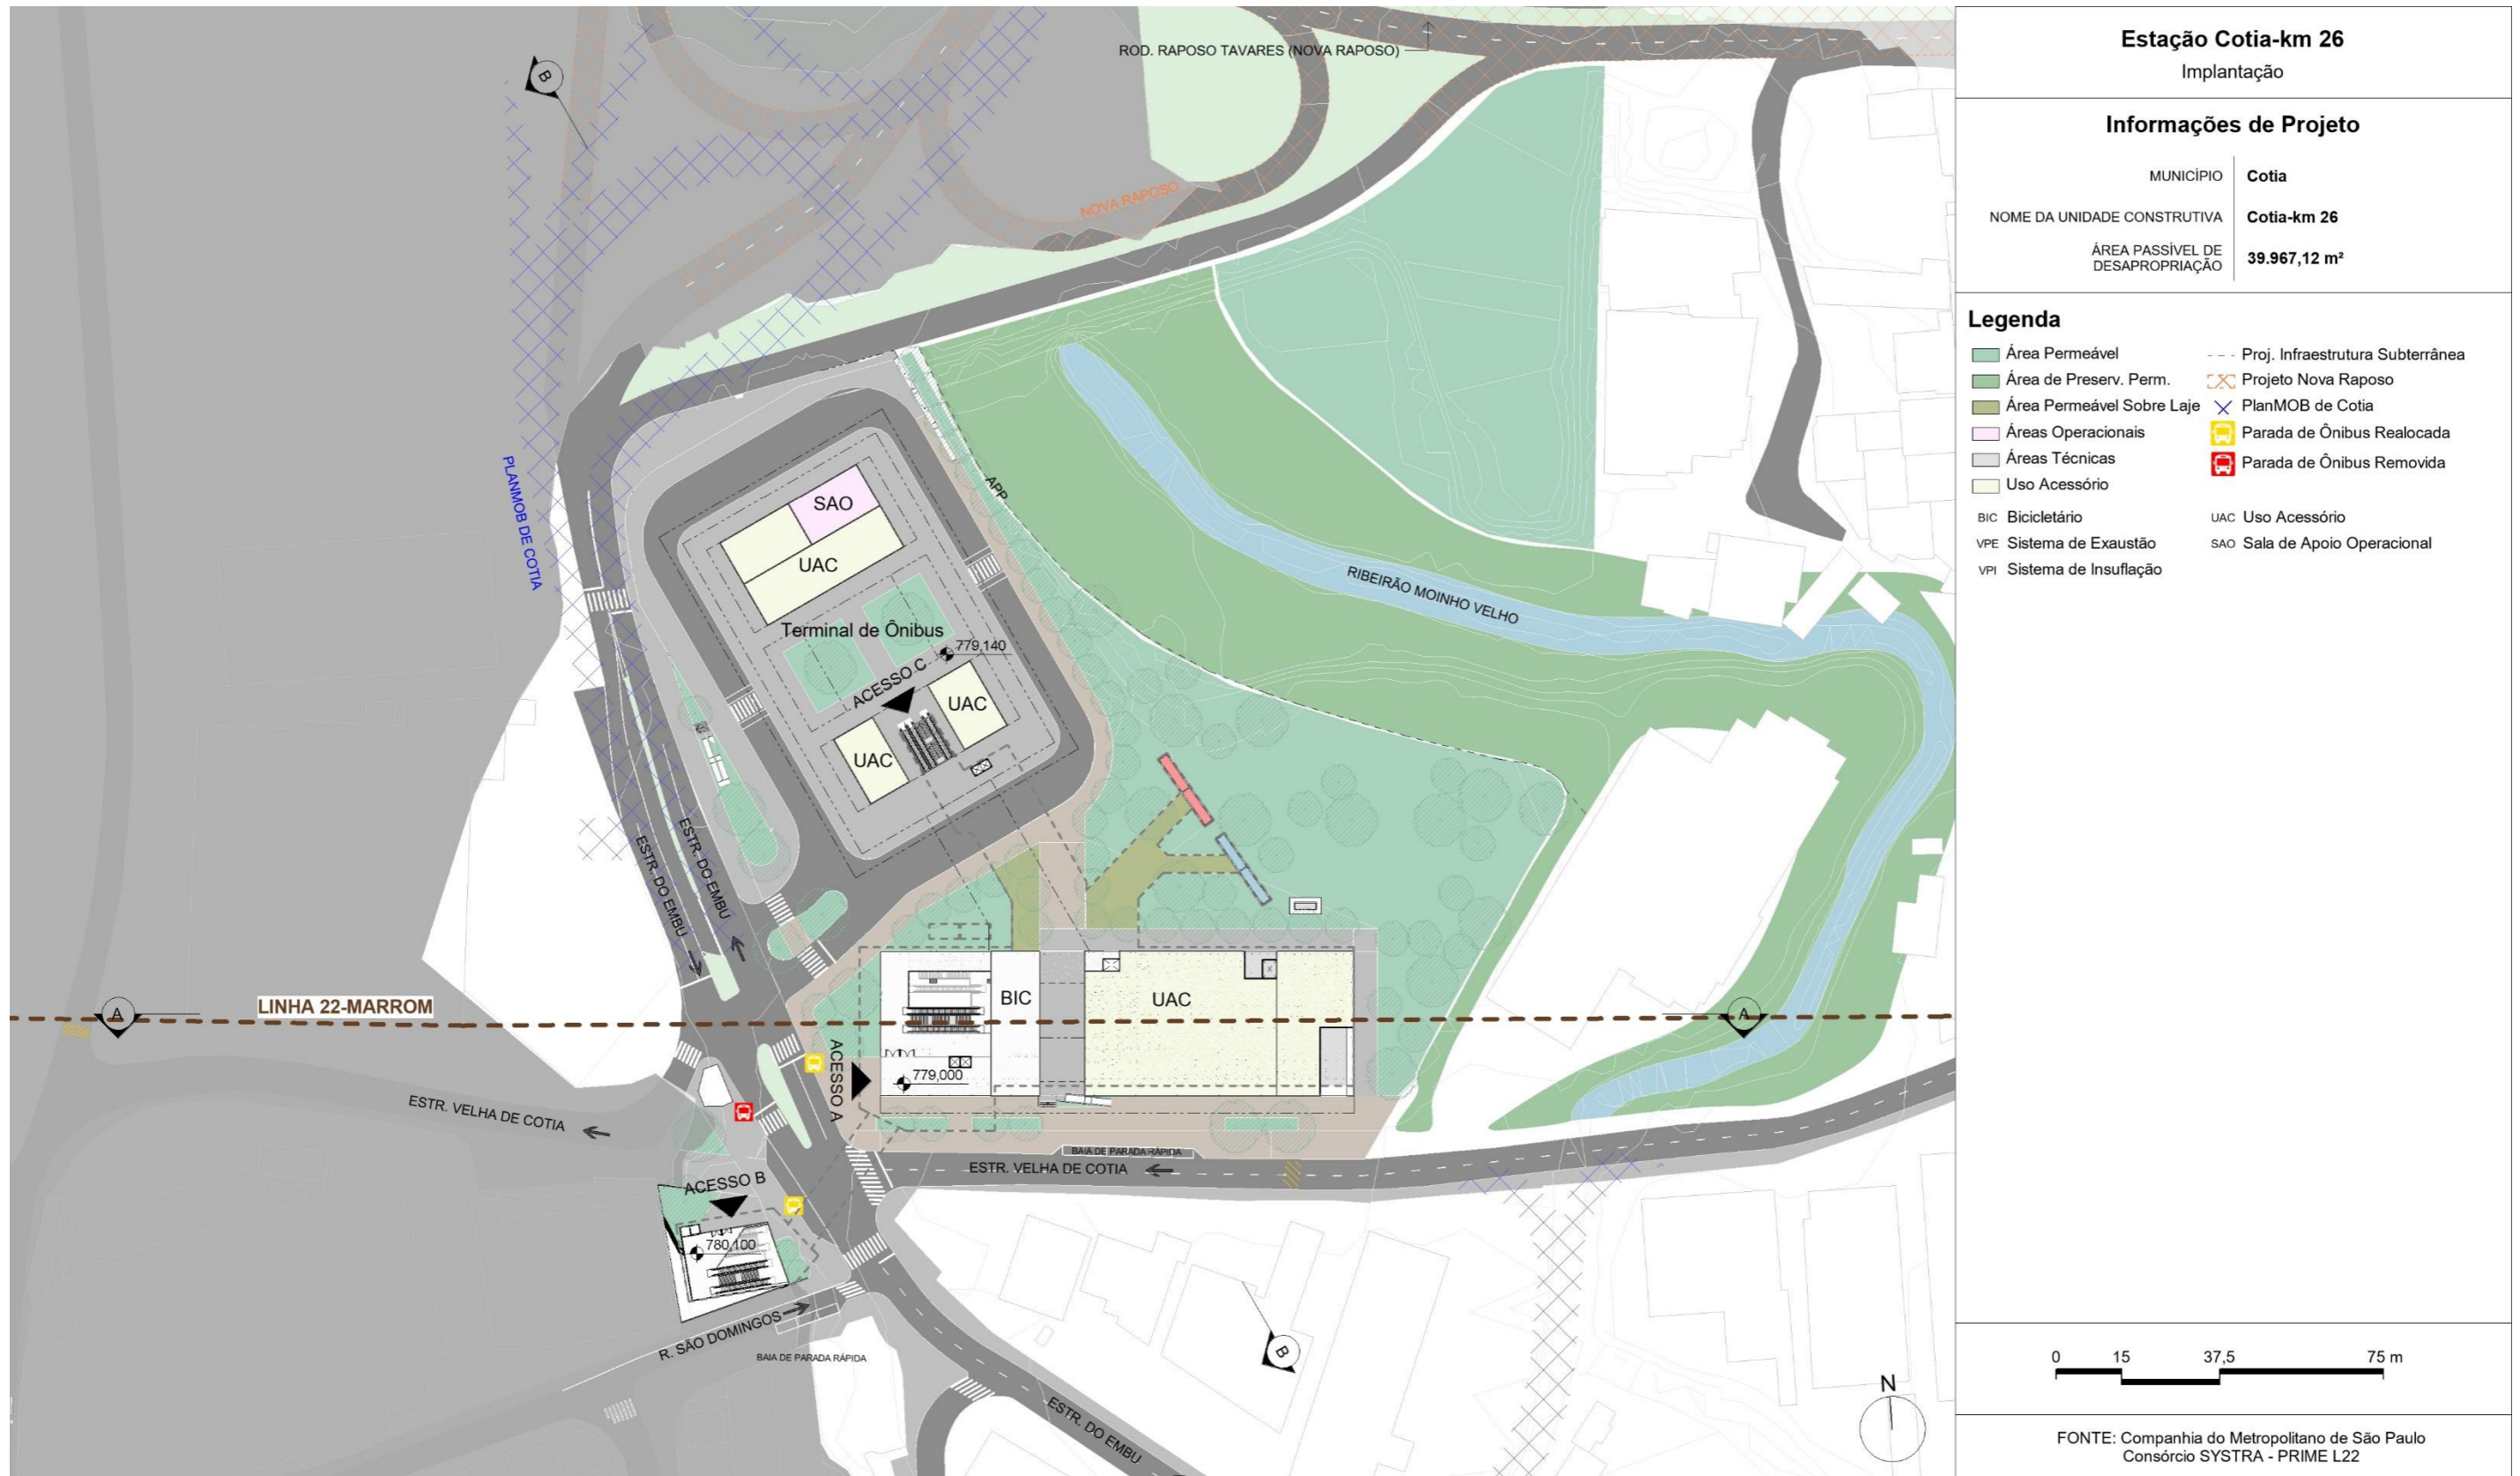 ROD. RAPOSO TAVARES (NOVA RAPOSO)
B
NOVA RAPOSO
PLANMOB DE COTIA
SAO
UAC
APP
Terminal de Ônibus
779,140
ACESSO C
UAC
UAC
RIBEIRÃO MOINHO VELHO
ESTR. DO EMBU
ESTR. DO EMBU
LINHA 22-MARROM
A
BIC
UAC
A
ACESSO A
779,000
ESTR. VELHA DE COTIA
BAIA DE PARADA RÁPIDA
ESTR. VELHA DE COTIA
ACESSO B
780,100
R. SÃO DOMINGOS
BAIA DE PARADA RÁPIDA
B
ESTR. DO EMBU
N
Estação Cotia-km 26
Implantação
Informações de Projeto
MUNICÍPIO Cotia
NOME DA UNIDADE CONSTRUTIVA Cotia-km 26
ÁREA PASSÍVEL DE
DESAPROPRIAÇÃO 39.967,12 m²
Legenda
Área Permeável
Área de Preserv. Perm.
Área Permeável Sobre Laje
Áreas Operacionais
Áreas Técnicas
Uso Acessório
Proj. Infraestrutura Subterrânea
Projeto Nova Raposo
PlanMOB de Cotia
Parada de Ônibus Realocada
Parada de Ônibus Removida
BIC Bicicletário
VPE Sistema de Exaustão
VPI Sistema de Insuflação
UAC Uso Acessório
SAO Sala de Apoio Operacional
0 15 37,5 75 m
FONTE: Companhia do Metropolitano de São Paulo
Consórcio SYSTRA - PRIME L22